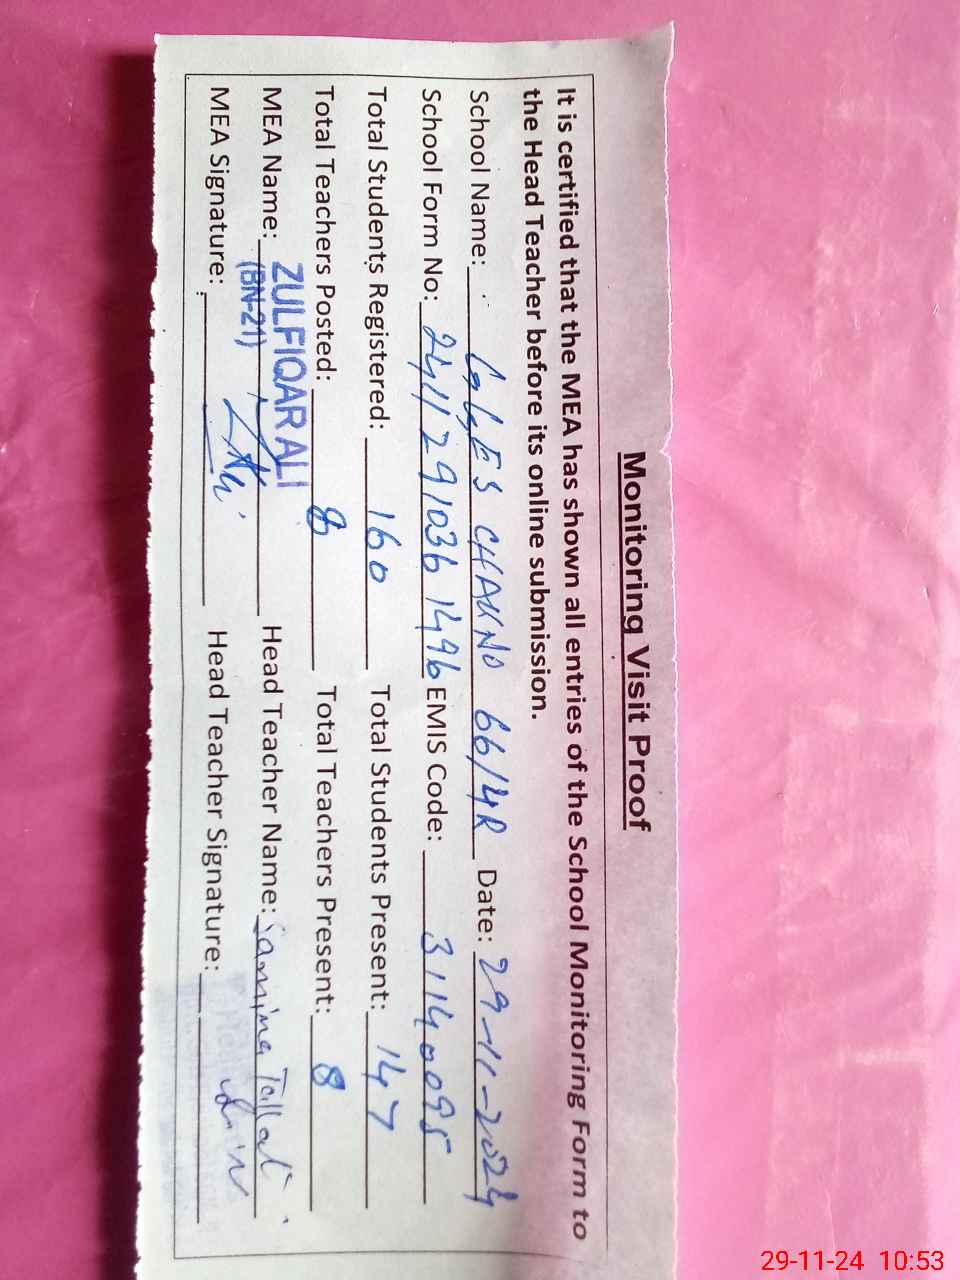 Monitoring Visit Proof
It is certified that the MEA has shown all entries of the School Monitoring Form to
the Head Teacher before its online submission.
School Name: GGES CHAK NO 66/4R Date: 29-11-2024
School Form No: 24112910361496 EMIS Code: 31140095
Total Students Registered: 160 Total Students Present: 147
Total Teachers Posted: 8 Total Teachers Present: 8
MEA Name: ZULFIQAR ALI (BN-21) Head Teacher Name: Samina Tallat
MEA Signature: Head Teacher Signature:
29-11-24 10:53